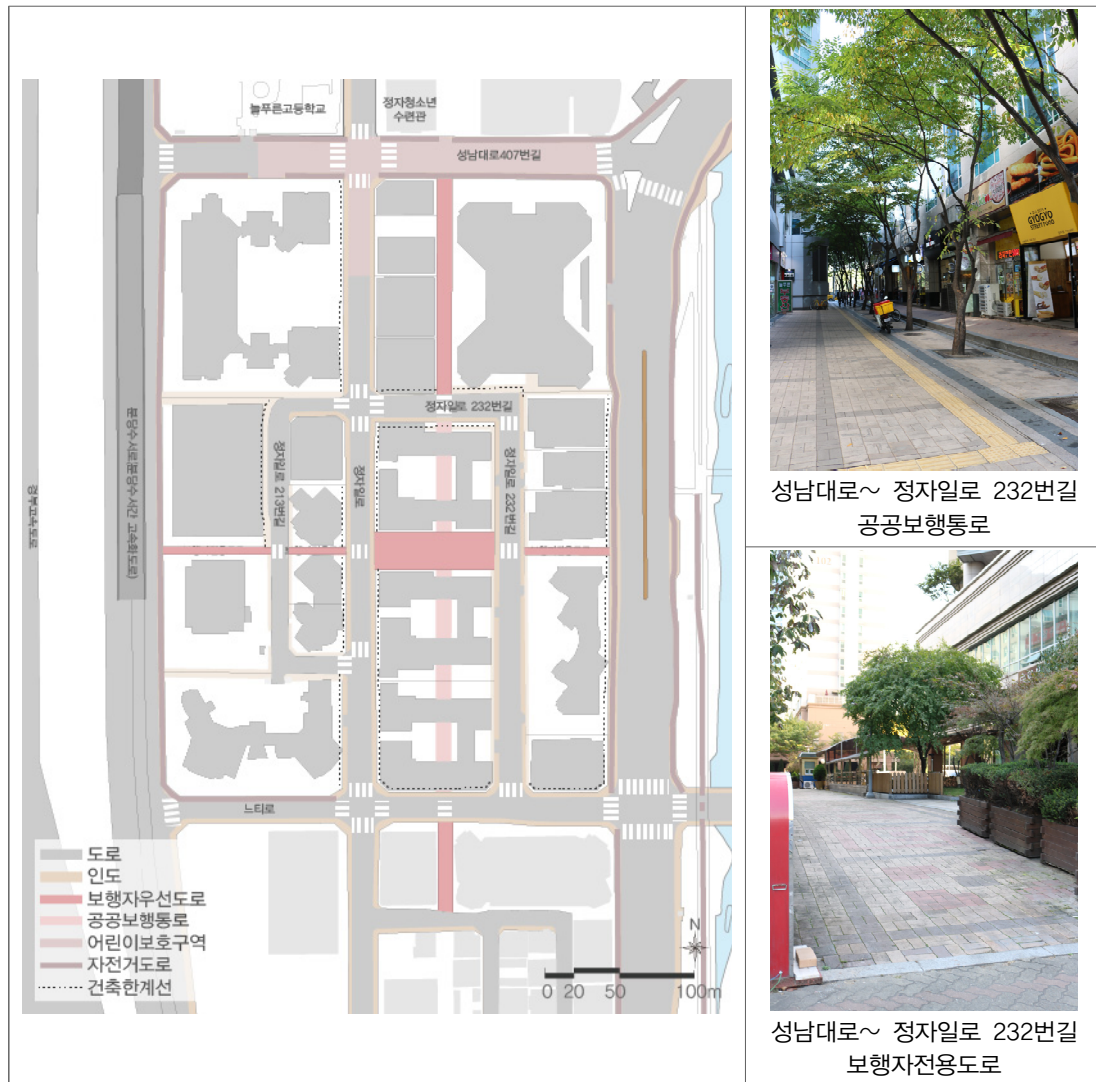 늘푸른고등학교
정자청소년
수련관
성남대로407번길
정자일로 232번길
정자일로 213번길
정자일로
정자일로 232번길
분당수서로분당수서간 고속화도로)
경부고속도로
느티로
도로
인도
보행자우선도로
공공보행통로
어린이보호구역
자전거도로
건축한계선
N
0 20 50 100m
GYOGYO
성남대로～ 정자일로 232번길
공공보행통로
성남대로～ 정자일로 232번길
보행자전용도로